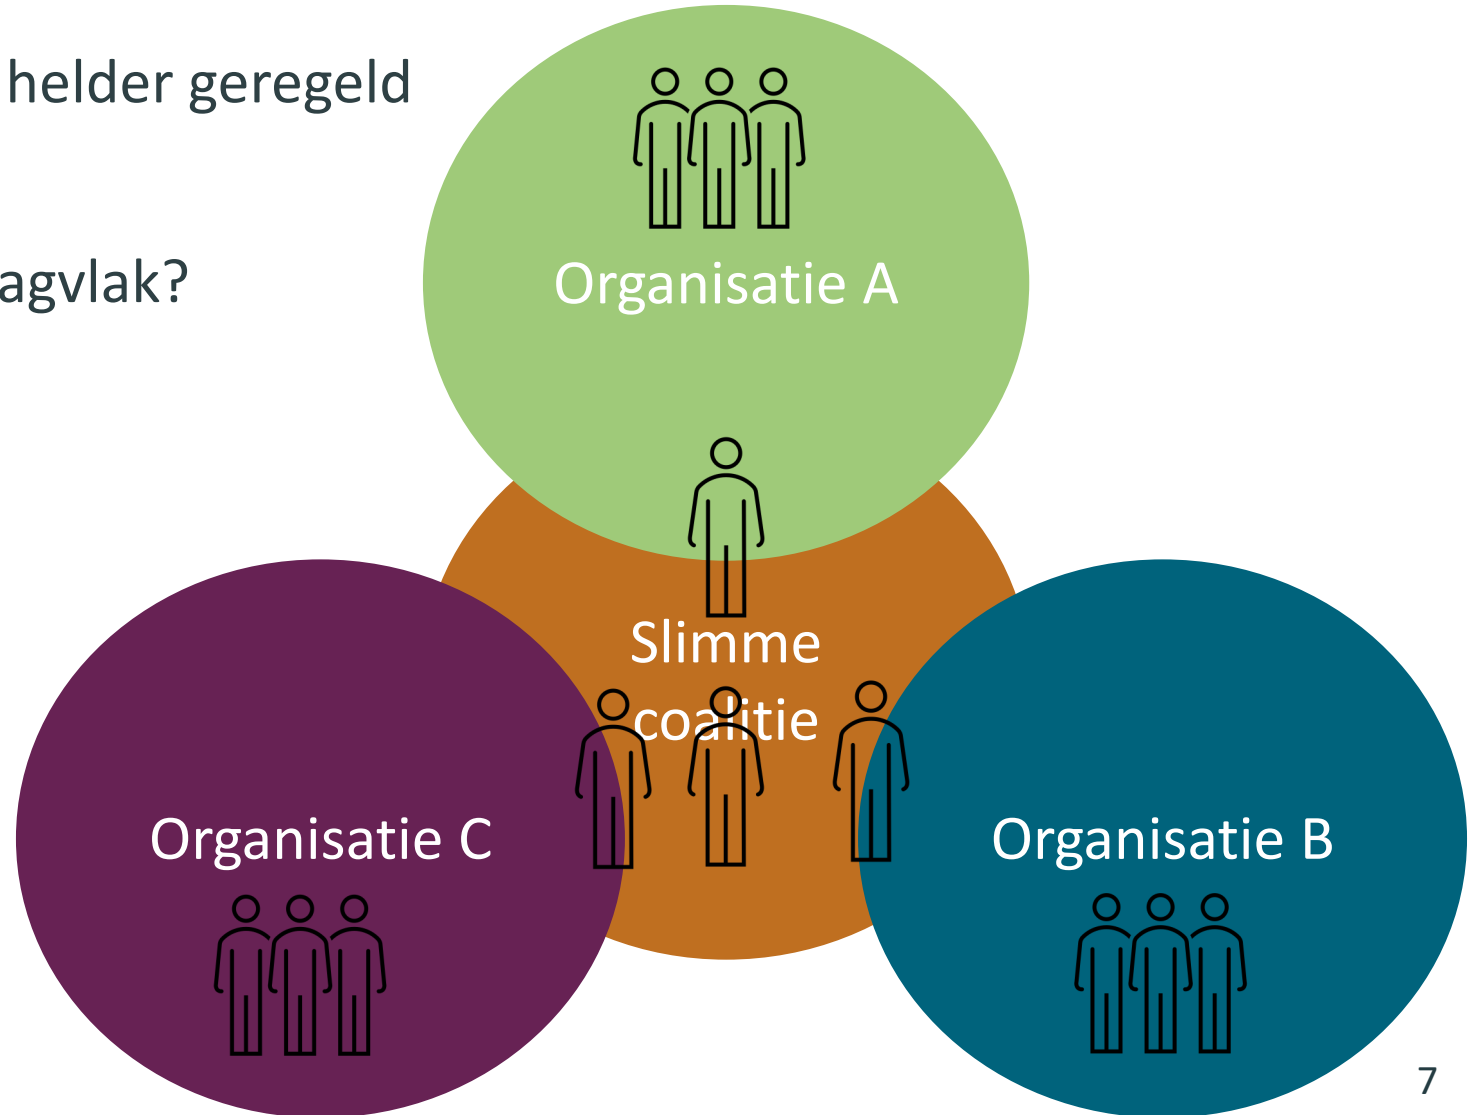 helder geregeld
agvlak?
Organisatie A
Slimme
coalitie
Organisatie C
Organisatie B
7